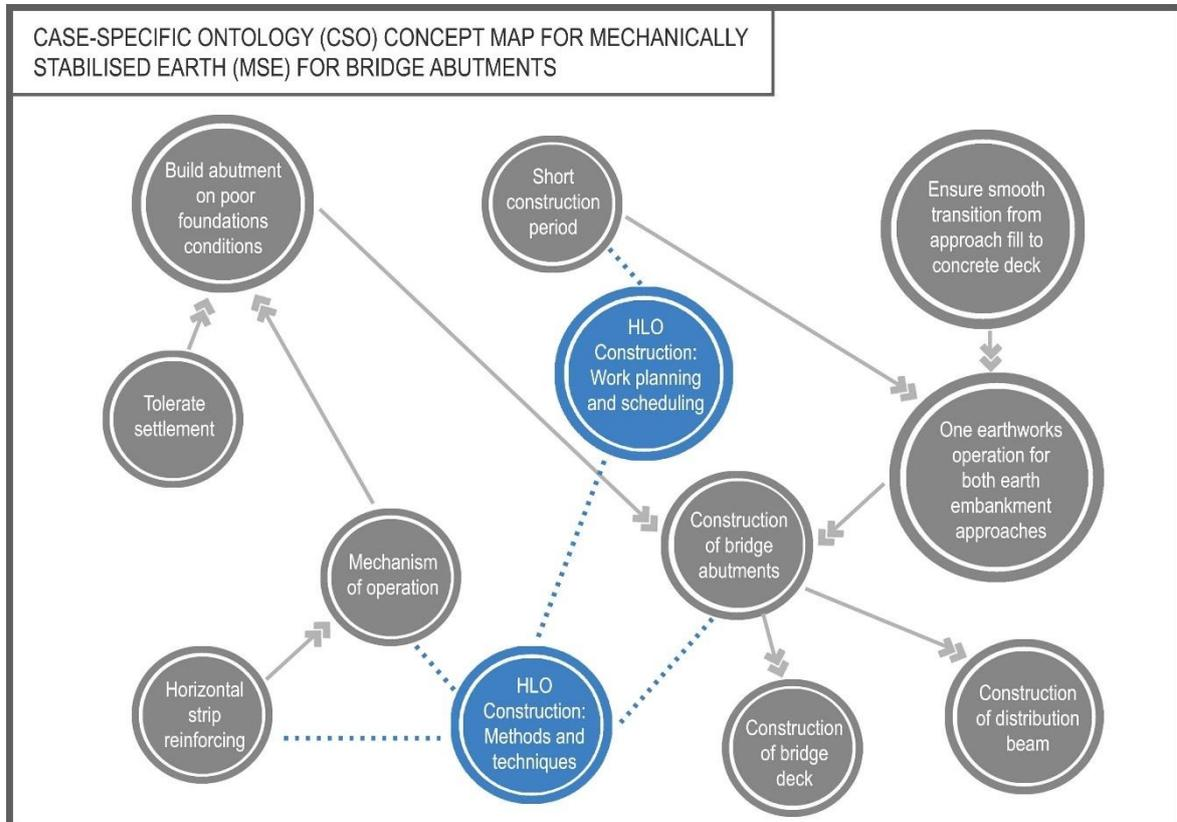 CASE-SPECIFIC ONTOLOGY (CSO) CONCEPT MAP FOR MECHANICALLY
STABILISED EARTH (MSE) FOR BRIDGE ABUTMENTS
Build abutment
on poor
foundations
conditions
Short
construction
period
Ensure smooth
transition from
approach fill to
concrete deck
HLO
Construction:
Work planning
and scheduling
Tolerate
settlement
One earthworks
operation for
both earth
embankment
approaches
Construction
of bridge
abutments
Mechanism
of operation
Horizontal
strip
reinforcing
HLO
Construction:
Methods and
techniques
Construction
of bridge
deck
Construction
of distribution
beam